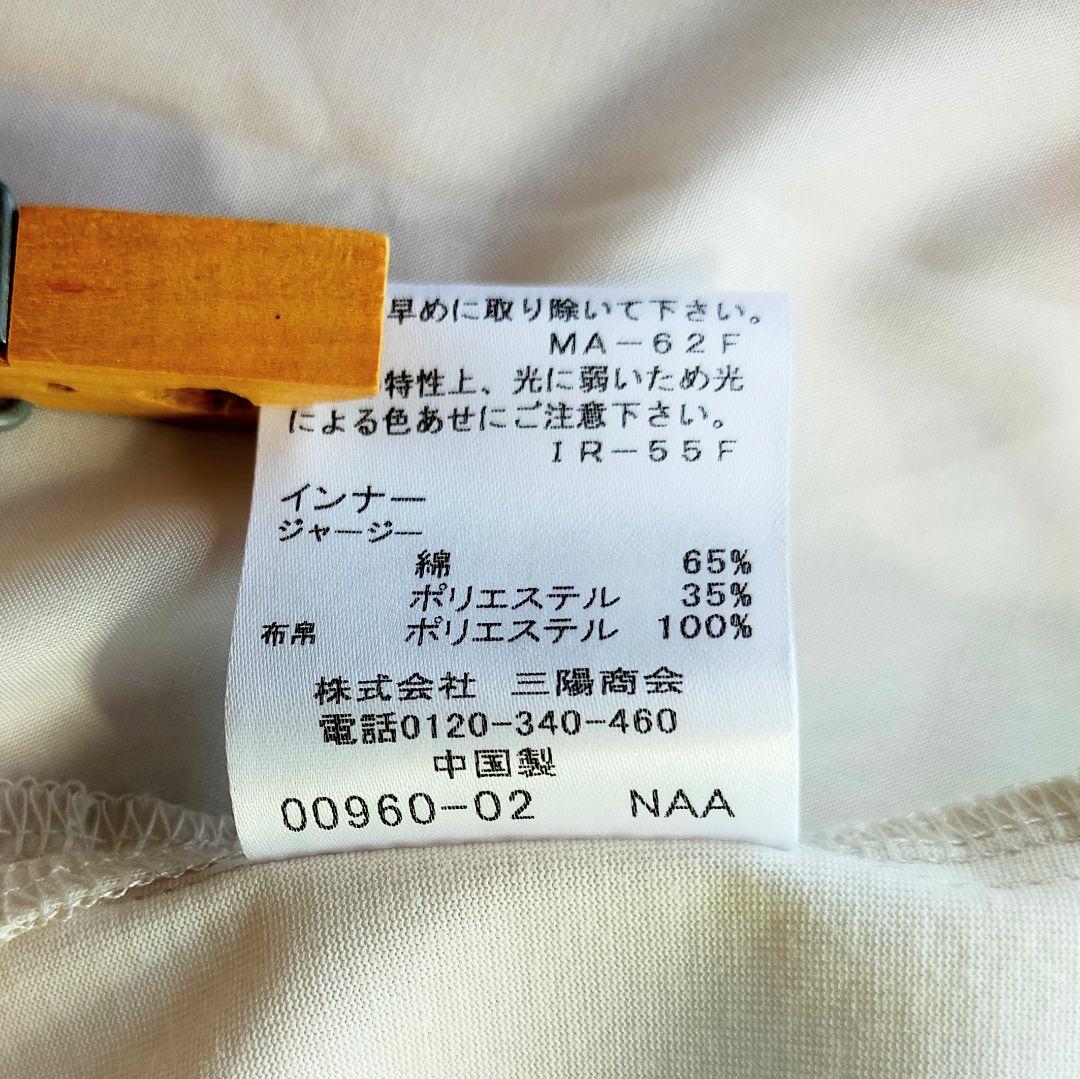 早めに取り除いて下さい。
MA-62F
特性上、光に弱いため光
による色あせにご注意下さい。
IR-55F
インナー
ジャージー
綿 65%
ポリエステル 35%
布帛 ポリエステル 100%
株式会社 三陽商会
電話0120-340-460
中国製
00960-02 NAA